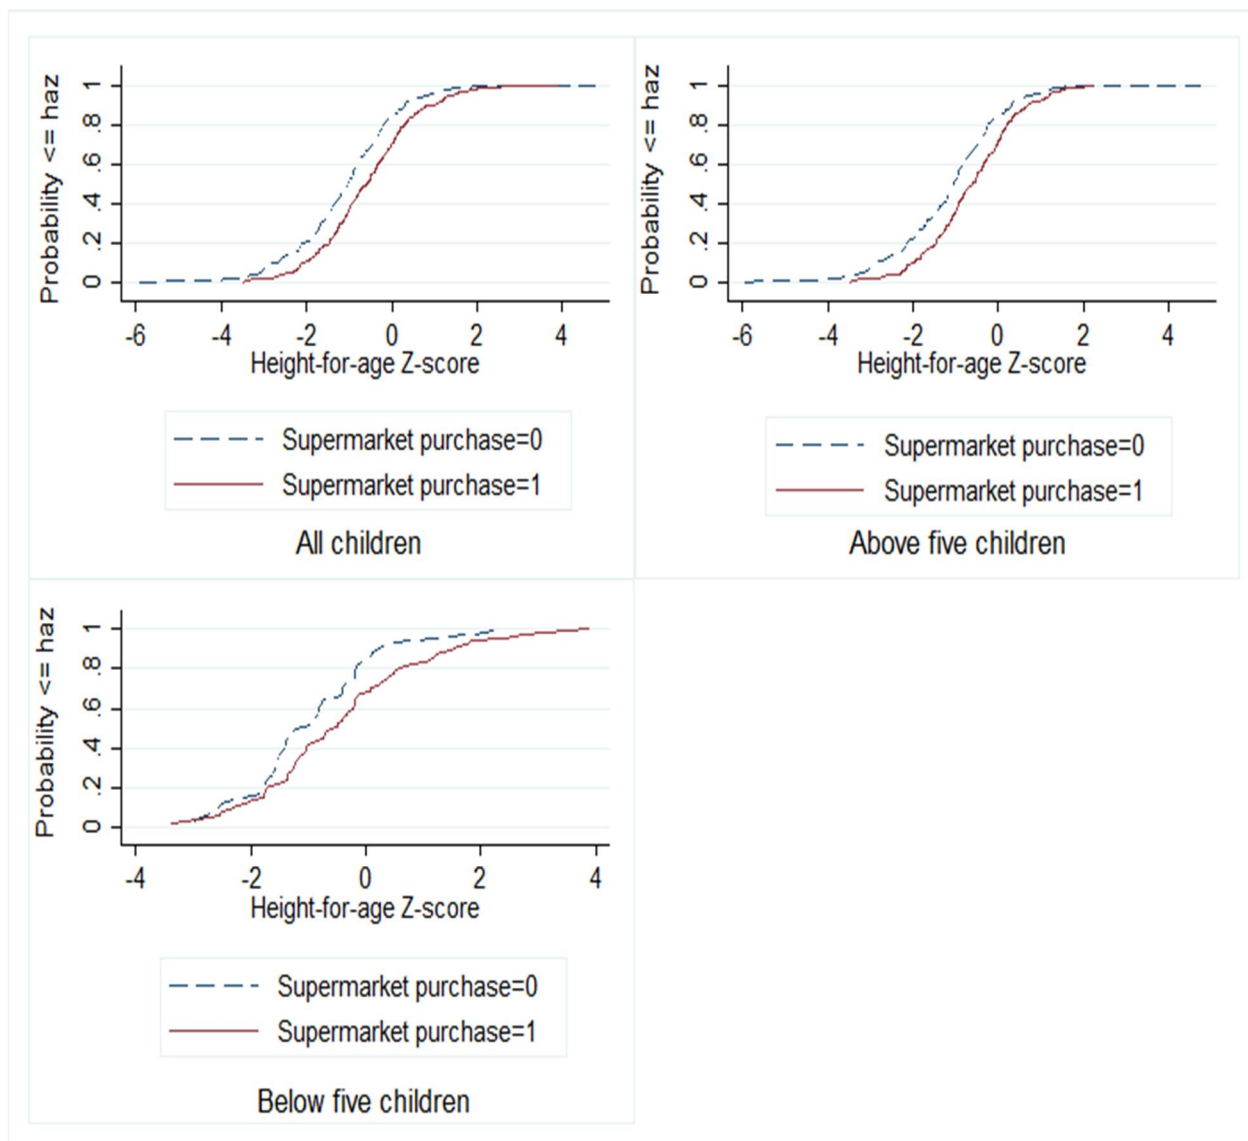 Probability <= haz
1
.8
.6
.4
.2
0
-6 -4 -2 0 2 4
Height-for-age Z-score
Supermarket purchase=0
Supermarket purchase=1
All children
Probability <= haz
1
.8
.6
.4
.2
0
-6 -4 -2 0 2 4
Height-for-age Z-score
Supermarket purchase=0
Supermarket purchase=1
Above five children
Probability <= haz
1
.8
.6
.4
.2
0
-4 -2 0 2 4
Height-for-age Z-score
Supermarket purchase=0
Supermarket purchase=1
Below five children